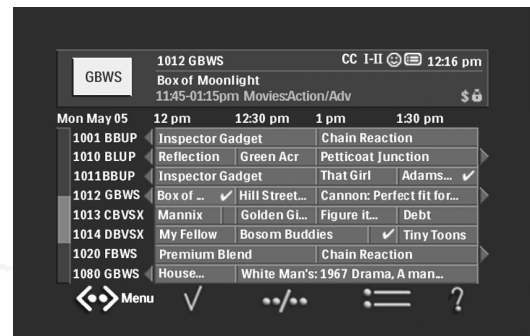 GBWS
1012 GBWS CC I-II 12:16 pm
Box of Moonlight
11:45-01:15pm Movies:Action/Adv $
Mon May 05 12 pm 12:30 pm 1 pm 1:30 pm
1001 BBUP Inspector Gadget Chain Reaction
1010 BLUP Reflection Green Acr Petticoat Junction
1011BBUP Inspector Gadget That Girl Adams... ✓
1012 GBWS Box of ... ✓ Hill Street... Cannon: Perfect fit for...
1013 CBVSX Mannix Golden Gi... Figure it... Debt
1014 DBVSX My Fellow Bosom Buddies ✓ Tiny Toons
1020 FBWS Premium Blend Chain Reaction
1080 GBWS House... White Man's: 1967 Drama, A man...
Menu ✓ ••/•• ?